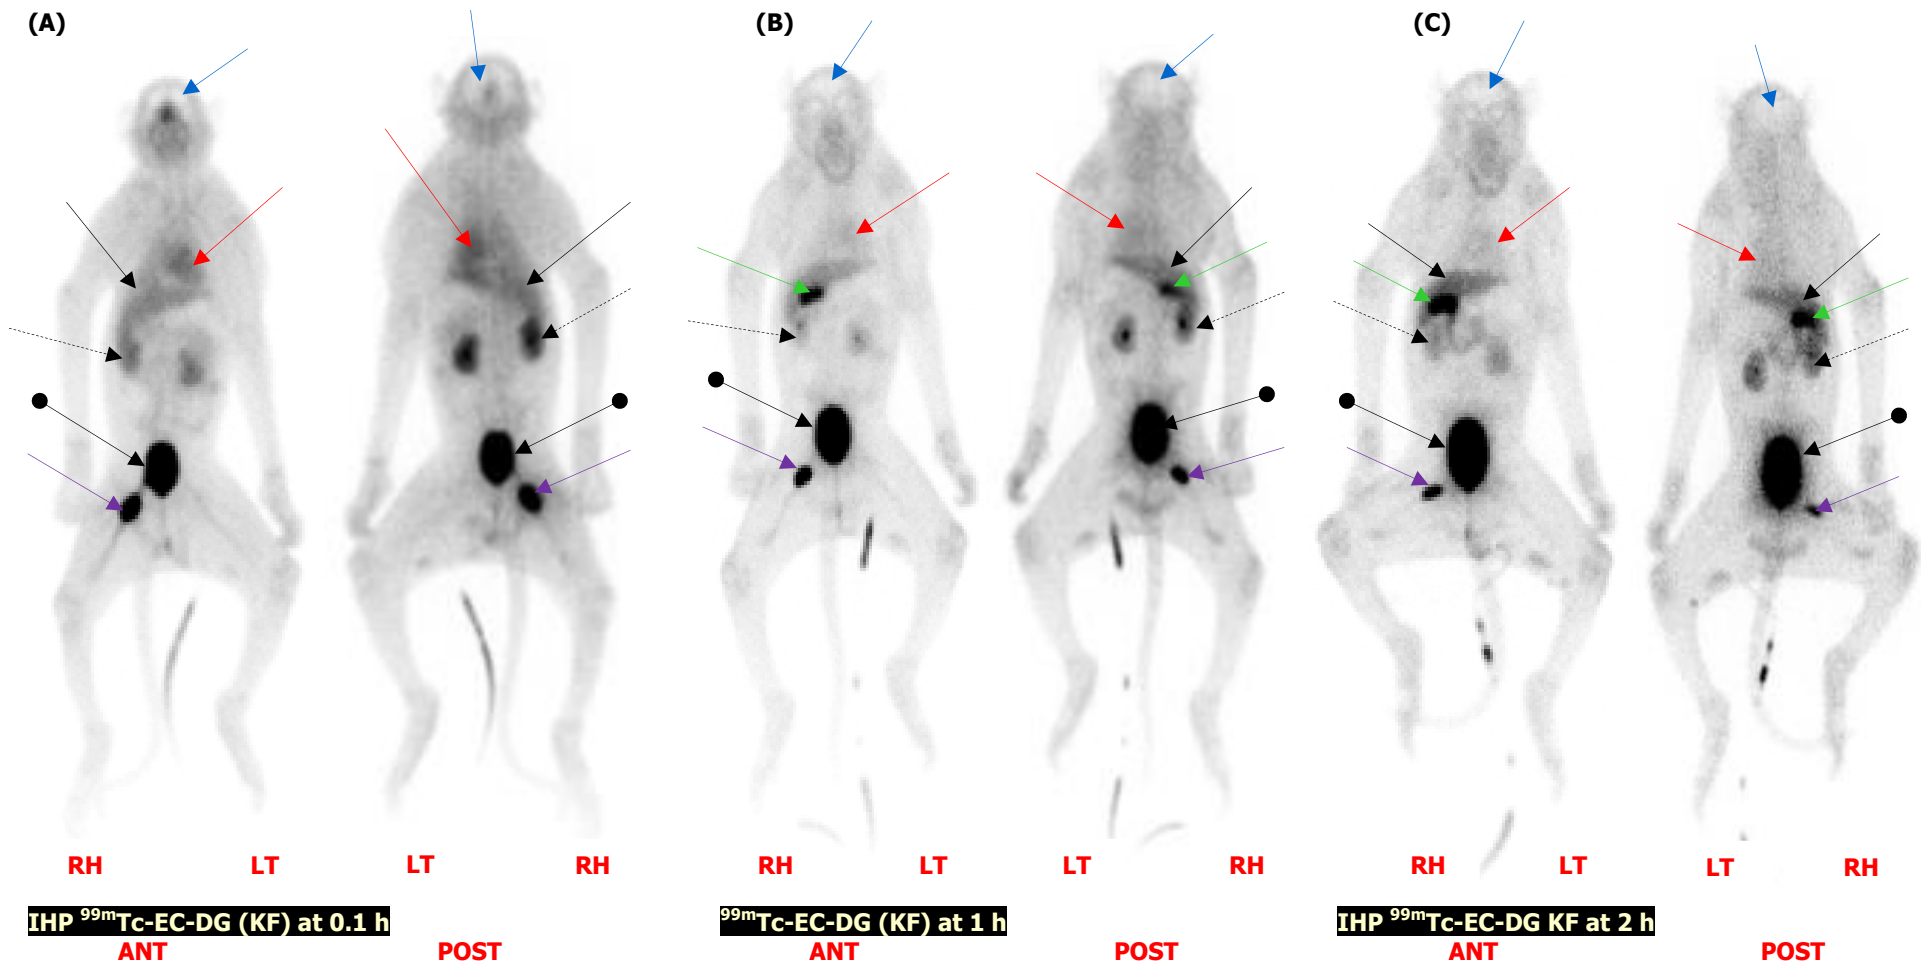 (A) (B) (C)
RH LT LT RH RH LT LT RH RH LT LT RH
IHP ⁹⁹ᵐTc-EC-DG (KF) at 0.1 h
ANT POST
⁹⁹ᵐTc-EC-DG (KF) at 1 h
ANT POST
IHP ⁹⁹ᵐTc-EC-DG KF at 2 h
ANT POST